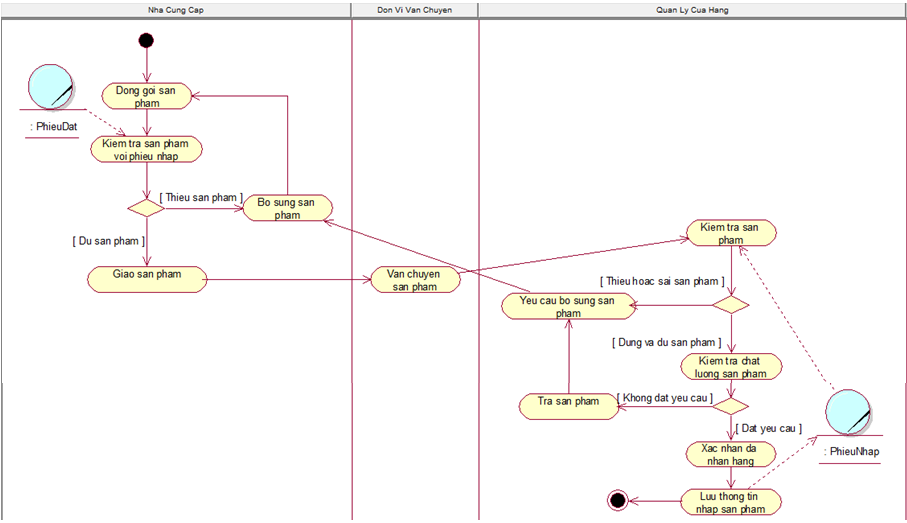 Nha Cung Cap
Don Vi Van Chuyen
Quan Ly Cua Hang
Dong goi san
pham
: PhieuDat
Kiem tra san pham
voi phieu nhap
[ Thieu san pham ]
Bo sung san
pham
[ Du san pham ]
Giao san pham
Van chuyen
san pham
Kiem tra san
pham
[ Thieu hoac sai san pham ]
Yeu cau bo sung san
pham
[ Dung va du san pham ]
Kiem tra chat
luong san pham
[ Khong dat yeu cau ]
Tra san pham
[ Dat yeu cau ]
Xac nhan da
nhan hang
: PhieuNhap
Luu thong tin
nhap san pham